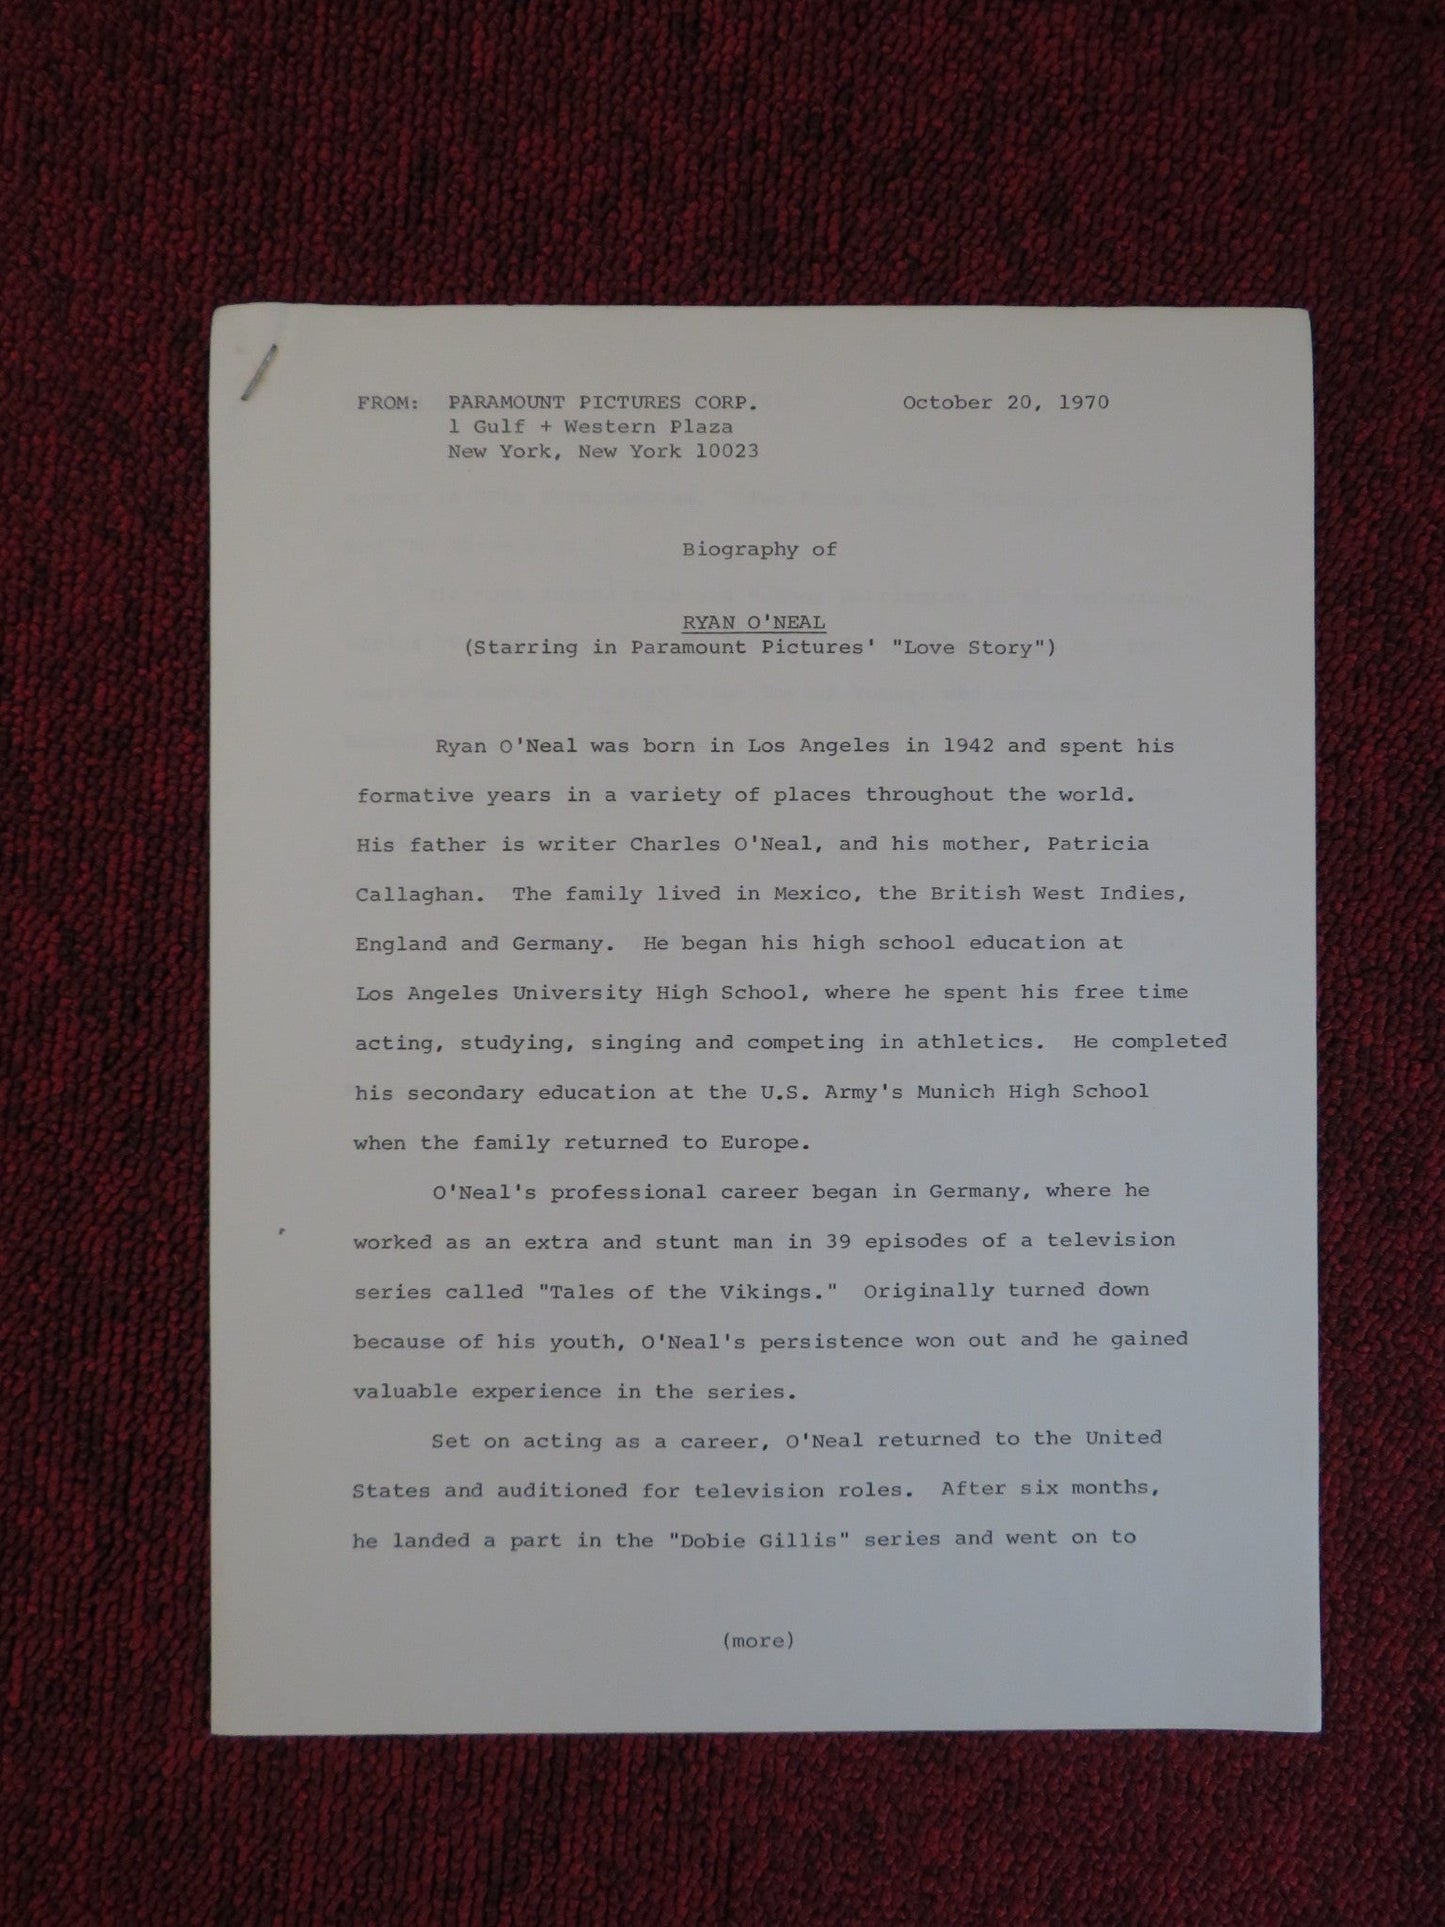 FROM: PARAMOUNT PICTURES CORP. October 20, 1970
1 Gulf + Western Plaza
New York, New York 10023
Biography of
RYAN O'NEAL
(Starring in Paramount Pictures' "Love Story")
Ryan O'Neal was born in Los Angeles in 1942 and spent his
formative years in a variety of places throughout the world.
His father is writer Charles O'Neal, and his mother, Patricia
Callaghan. The family lived in Mexico, the British West Indies,
England and Germany. He began his high school education at
Los Angeles University High School, where he spent his free time
acting, studying, singing and competing in athletics. He completed
his secondary education at the U.S. Army's Munich High School
when the family returned to Europe.
O'Neal's professional career began in Germany, where he
worked as an extra and stunt man in 39 episodes of a television
series called "Tales of the Vikings." Originally turned down
because of his youth, O'Neal's persistence won out and he gained
valuable experience in the series.
Set on acting as a career, O'Neal returned to the United
States and auditioned for television roles. After six months,
he landed a part in the "Dobie Gillis" series and went on to
(more)